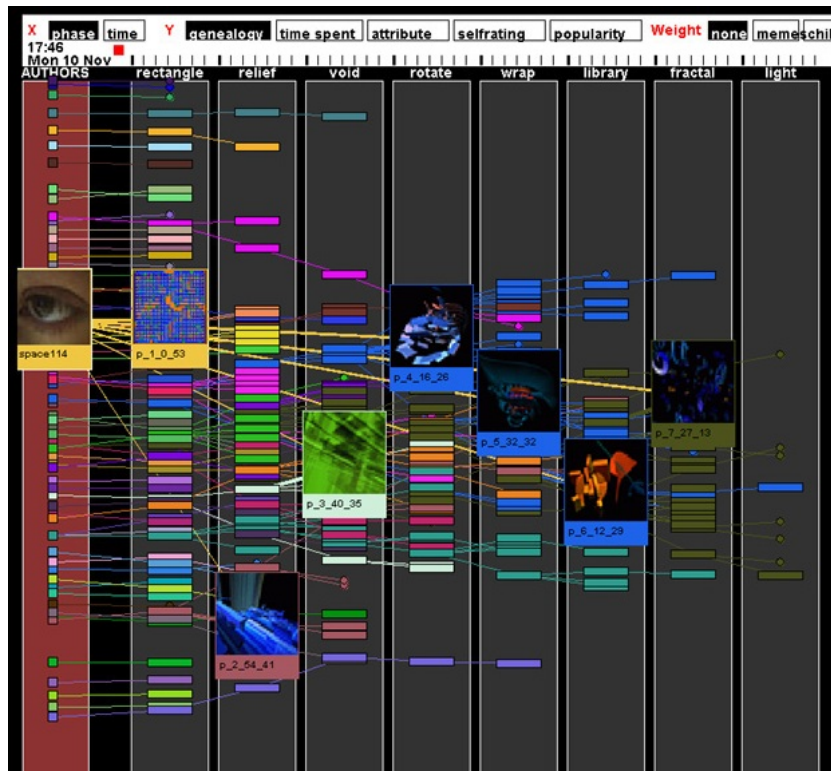 X phase time Y genealogy time spent attribute selfrating popularity Weight none memes
17:46
Mon 10 Nov
AUTHORS rectangle relief void rotate wrap library fractal light
space114
p_1_0_53
p_4_16_26
p_5_32_32
p_7_27_13
p_3_40_35
p_6_12_29
p_2_54_41